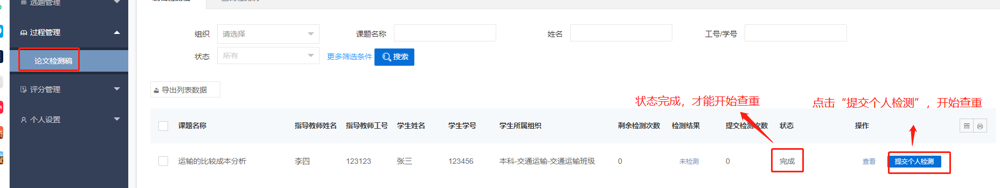 选题管理
过程管理
论文检测稿
评分管理
个人设置
组织 请选择 课题名称 姓名 工号/学号
状态 所有 更多筛选条件 搜索
导出列表数据
状态完成，才能开始查重
点击“提交个人检测”，开始查重
课题名称 指导教师姓名 指导教师工号 学生姓名 学生学号 学生所属组织 剩余检测次数 检测结果 提交检测次数 状态 操作
运输的比较成本分析 李四 123123 张三 123456 本科-交通运输-交通运输班级 0 未检测 0 完成 查看 提交个人检测